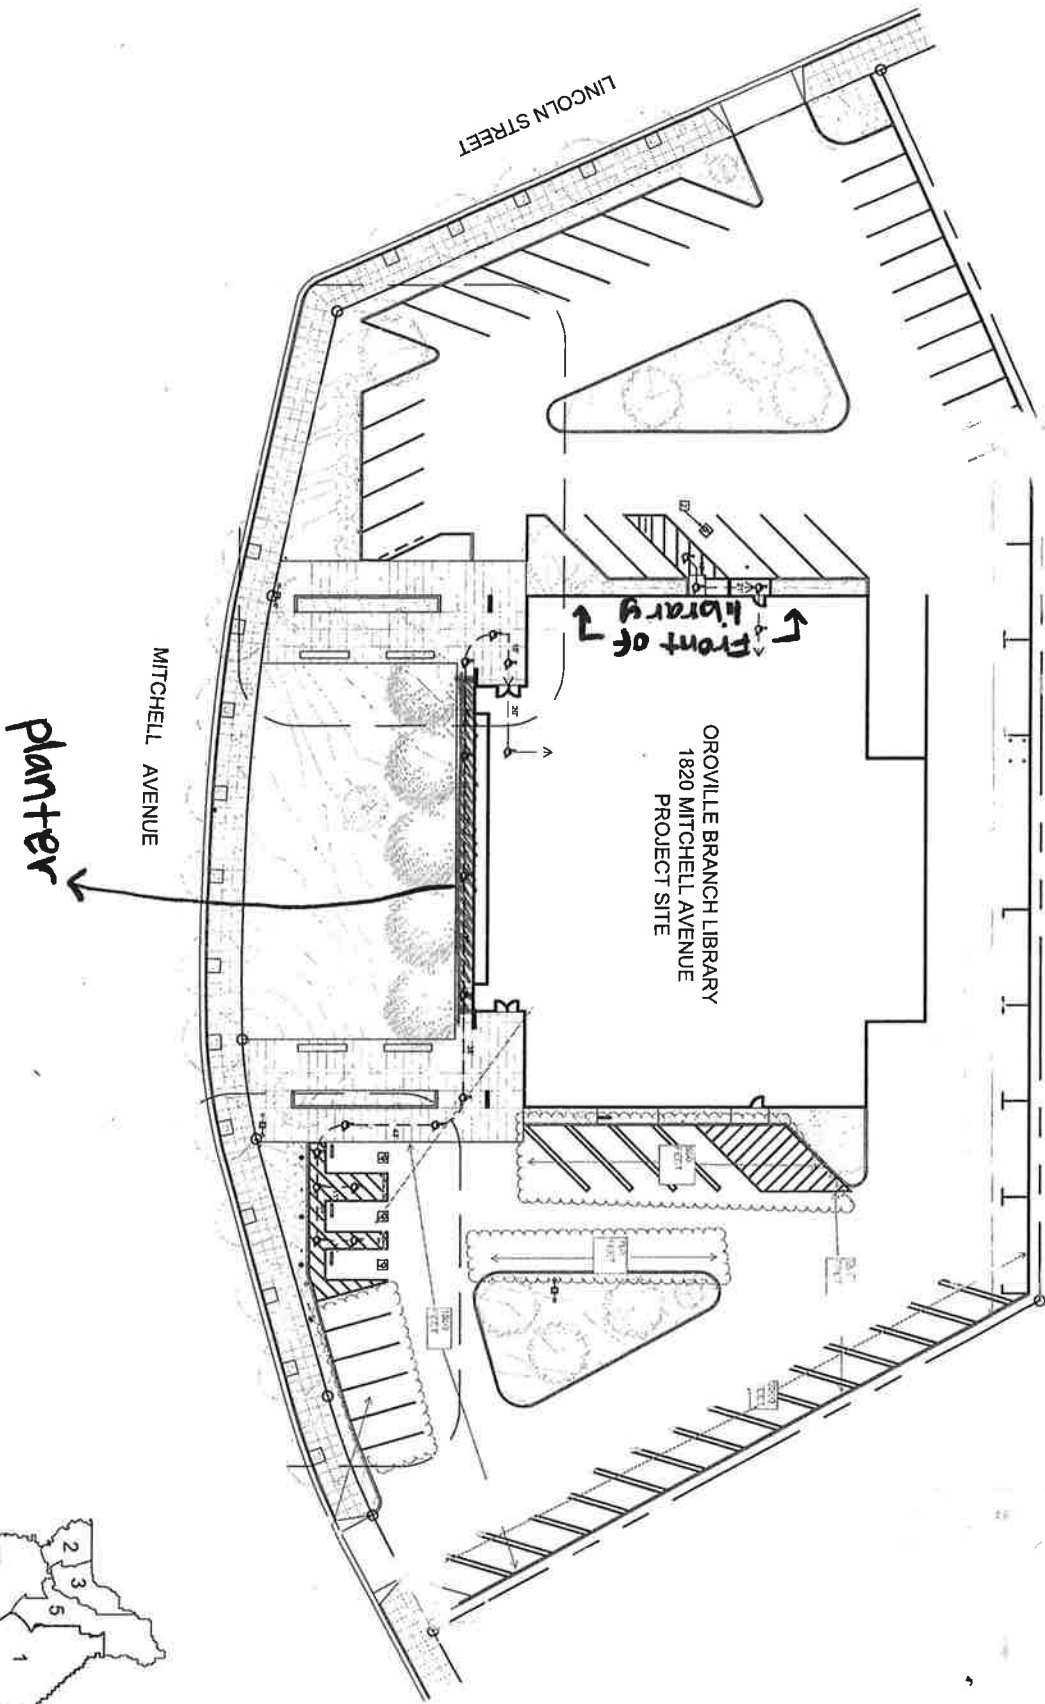 LINCOLN STREET
Front of
library
OROVILLE BRANCH LIBRARY
1820 MITCHELL AVENUE
PROJECT SITE
MITCHELL AVENUE
planter
2
3
5
1